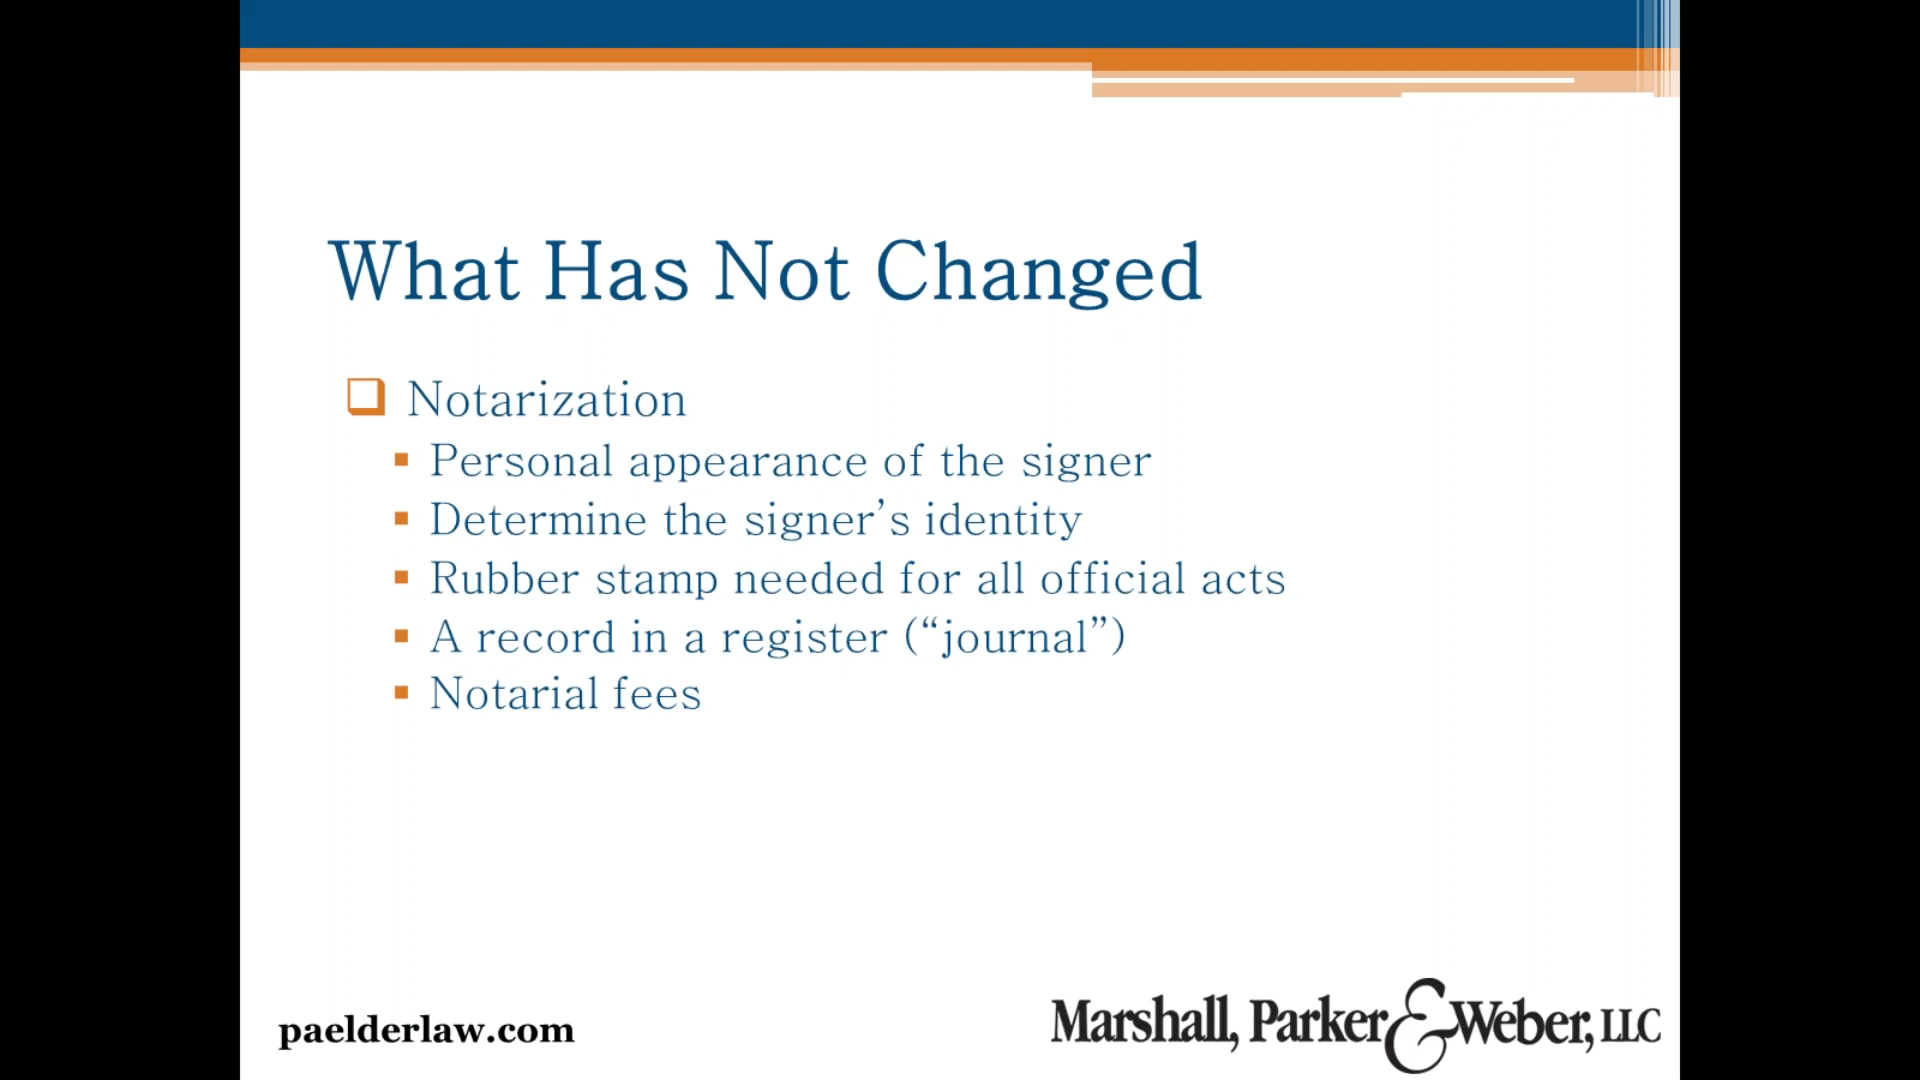 What Has Not Changed
Notarization
Personal appearance of the signer
Determine the signer’s identity
Rubber stamp needed for all official acts
A record in a register (“journal”)
Notarial fees
paelderlaw.com
Marshall, Parker & Weber, LLC